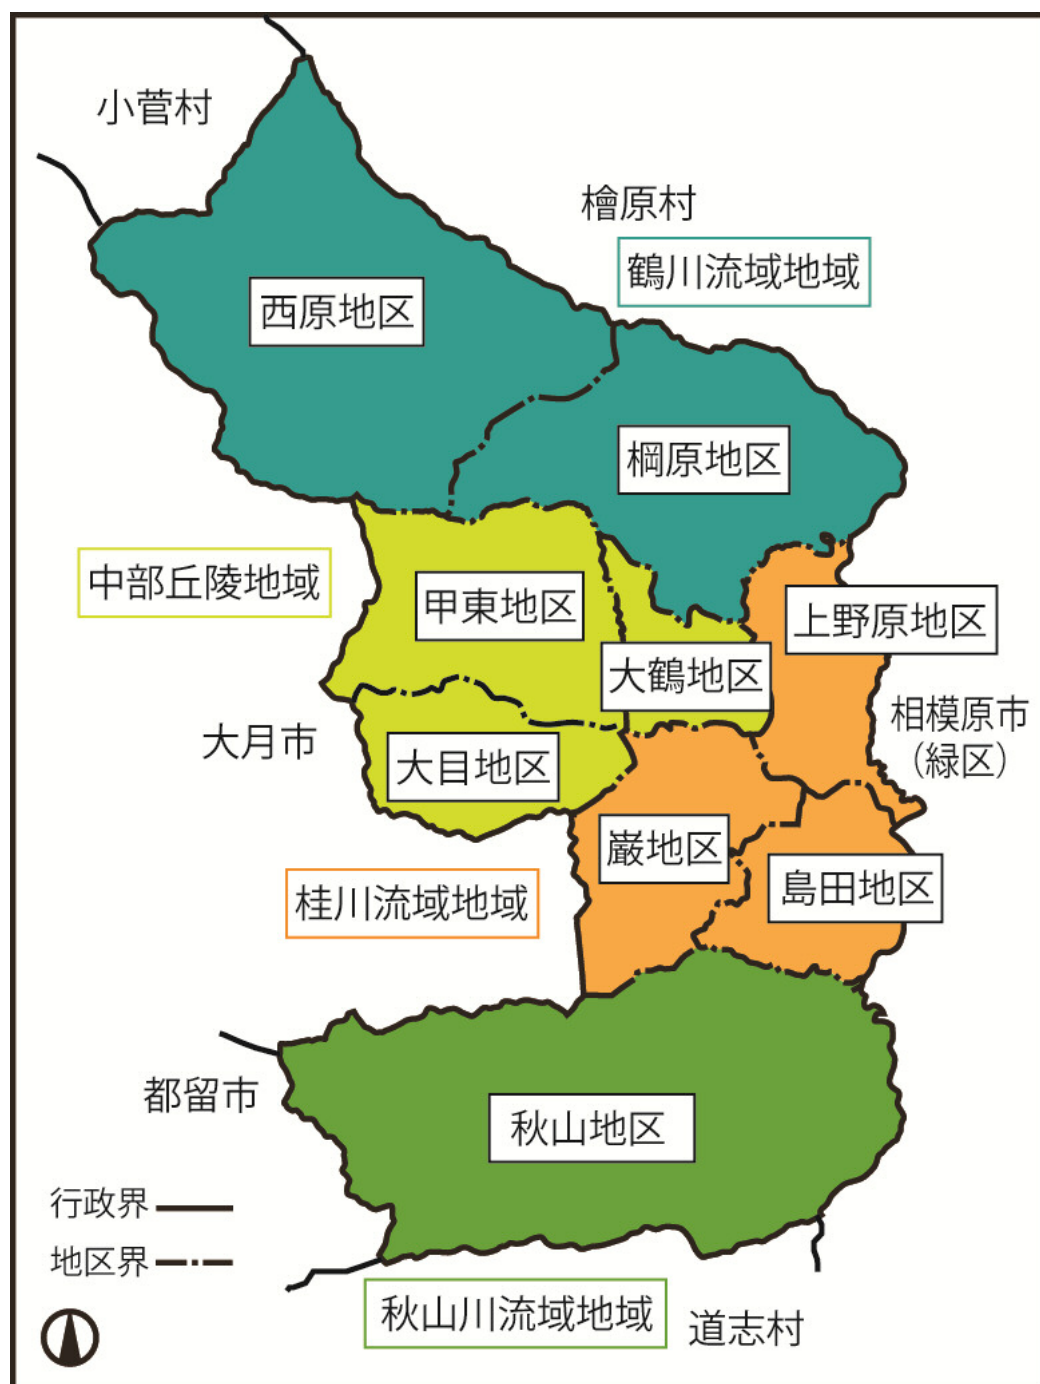 小菅村
檜原村
鶴川流域地域
西原地区
棡原地区
中部丘陵地域
甲東地区
上野原地区
大鶴地区
相模原市
（緑区）
大月市
大目地区
巌地区
島田地区
桂川流域地域
都留市
秋山地区
行政界
地区界
秋山川流域地域
道志村